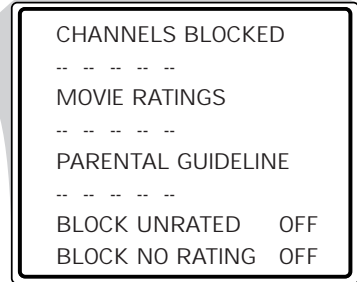 CHANNELS BLOCKED
-- -- -- -- --
MOVIE RATINGS
-- -- -- -- --
PARENTAL GUIDELINE
-- -- -- -- --
BLOCK UNRATED OFF
BLOCK NO RATING OFF